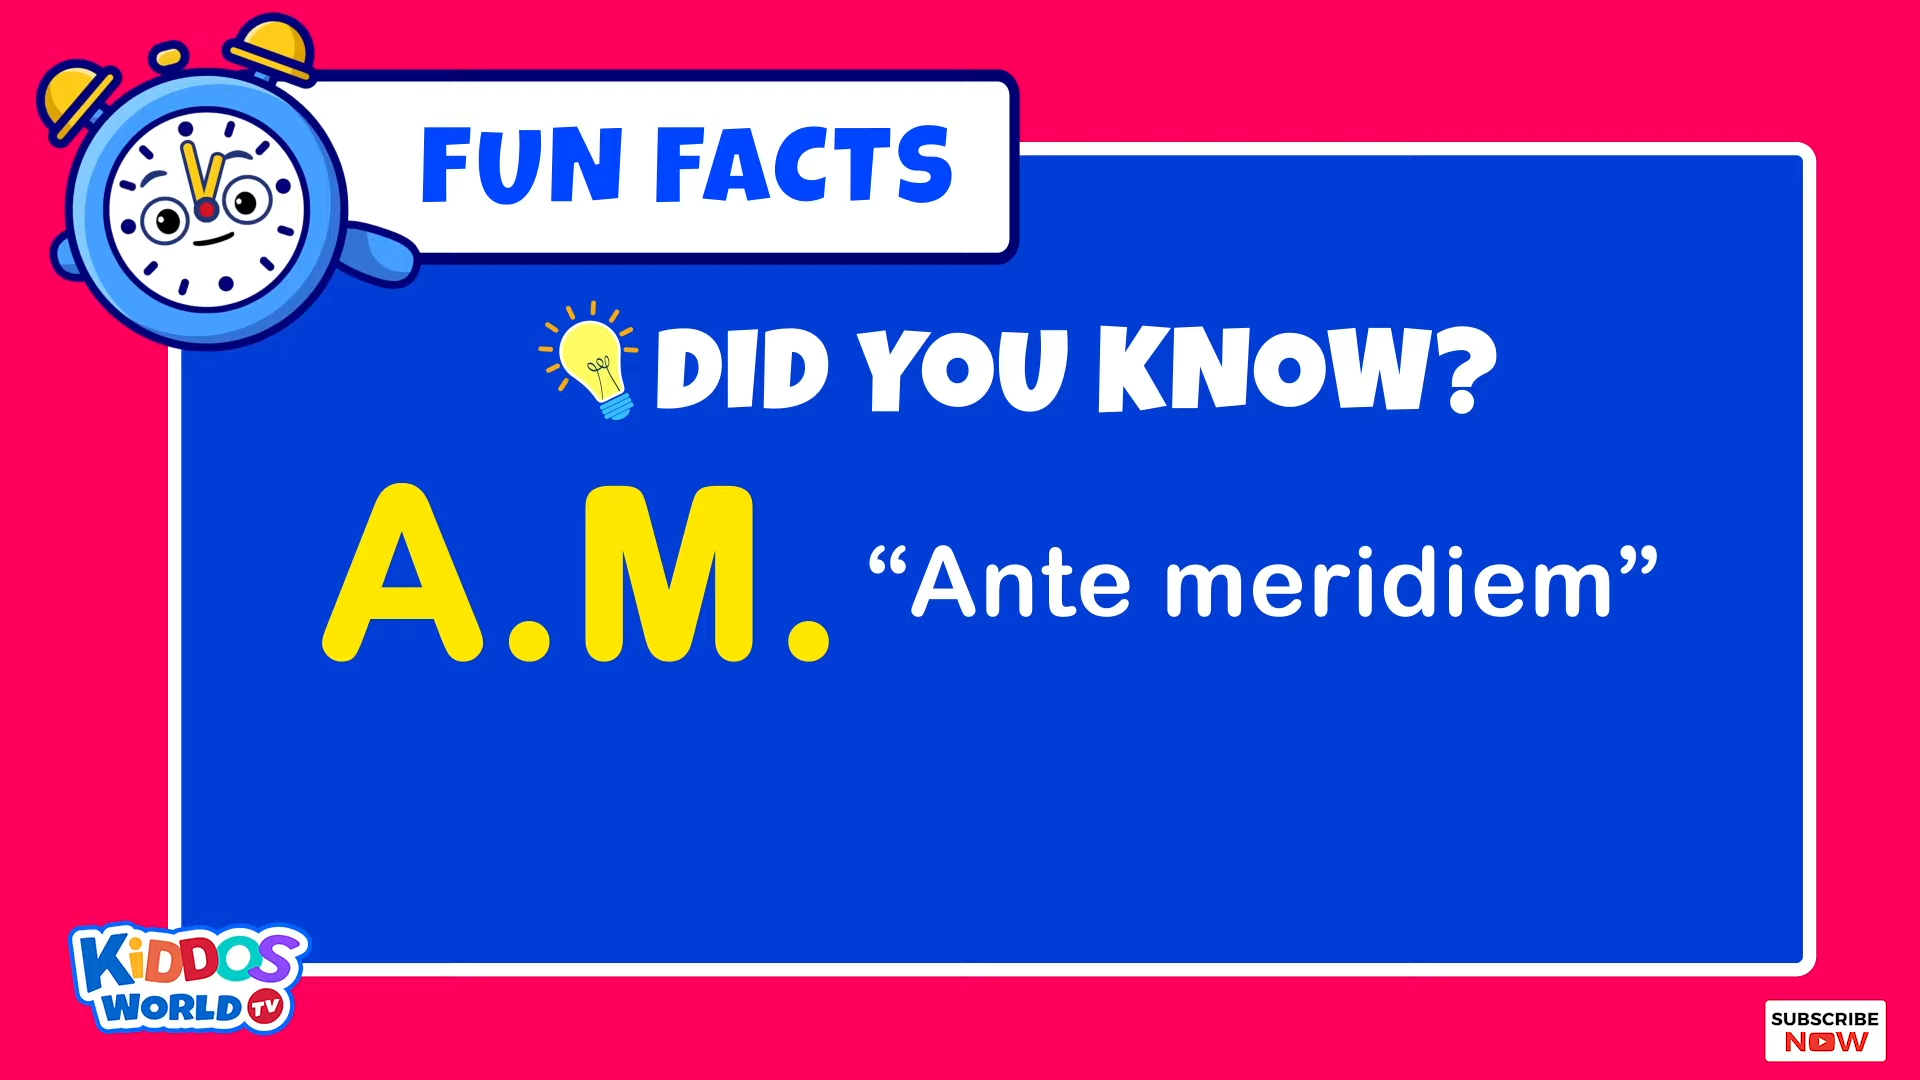 FUN FACTS
DID YOU KNOW?
A.M. “Ante meridiem”
KiDDOS
WORLD TV
SUBSCRIBE
NOW